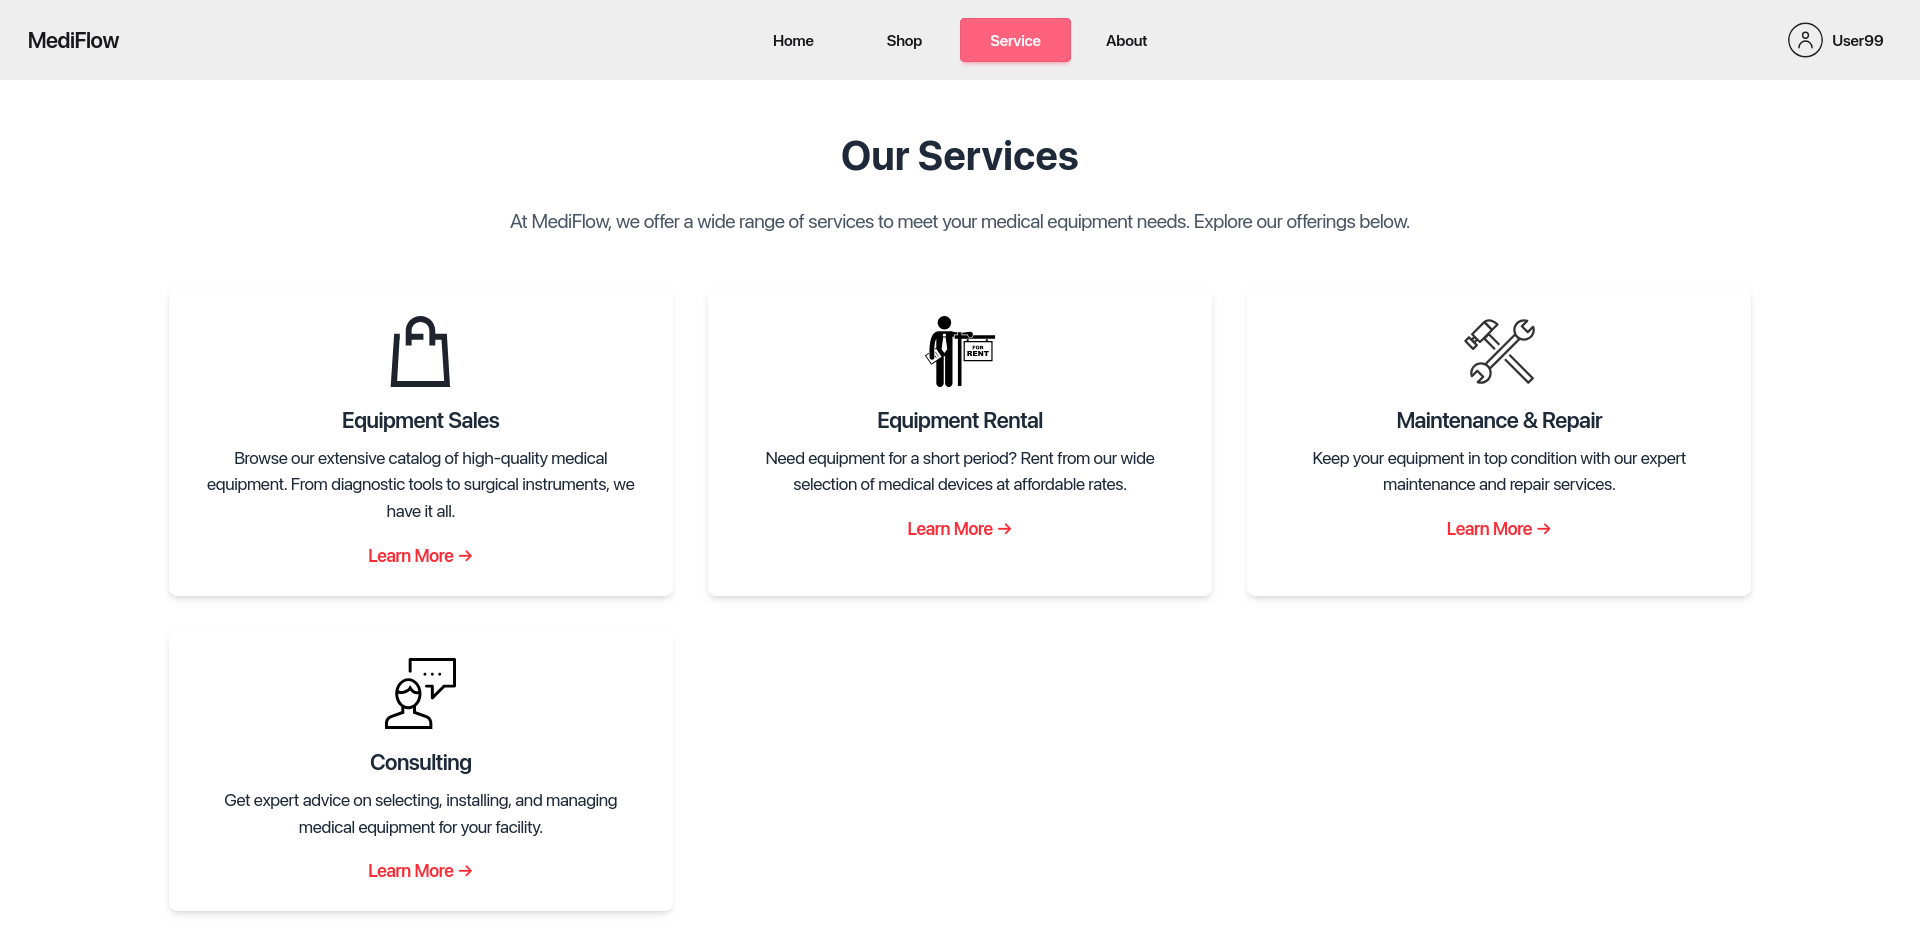 MediFlow
Home
Shop
Service
About
User99
Our Services
At MediFlow, we offer a wide range of services to meet your medical equipment needs. Explore our offerings below.
Equipment Sales
Browse our extensive catalog of high-quality medical
equipment. From diagnostic tools to surgical instruments, we
have it all.
Learn More →
FOR
RENT
Equipment Rental
Need equipment for a short period? Rent from our wide
selection of medical devices at affordable rates.
Learn More →
Maintenance & Repair
Keep your equipment in top condition with our expert
maintenance and repair services.
Learn More →
Consulting
Get expert advice on selecting, installing, and managing
medical equipment for your facility.
Learn More →